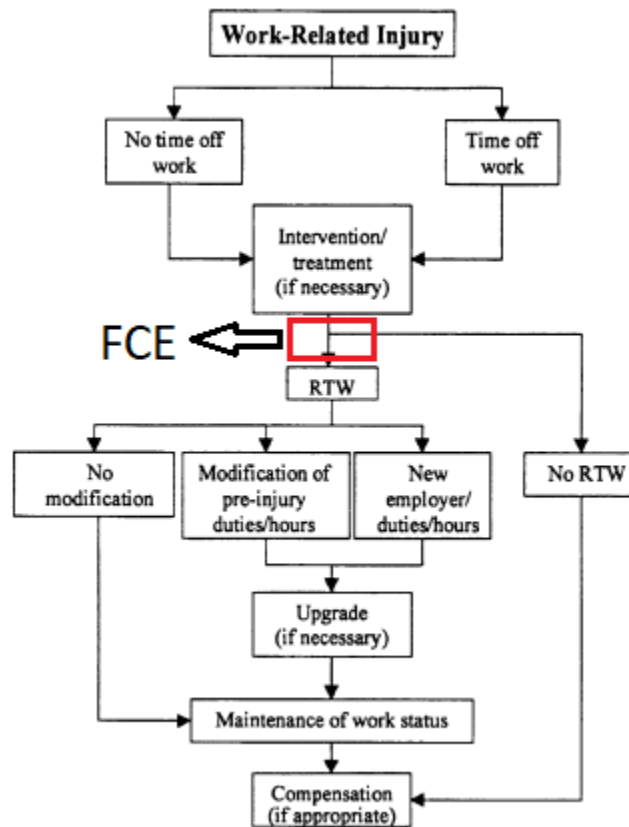 Work-Related Injury
No time off
work
Time off
work
Intervention/
treatment
(if necessary)
FCE
RTW
No
modification
Modification of
pre-injury
duties/hours
New
employer/
duties/hours
No RTW
Upgrade
(if necessary)
Maintenance of work status
Compensation
(if appropriate)